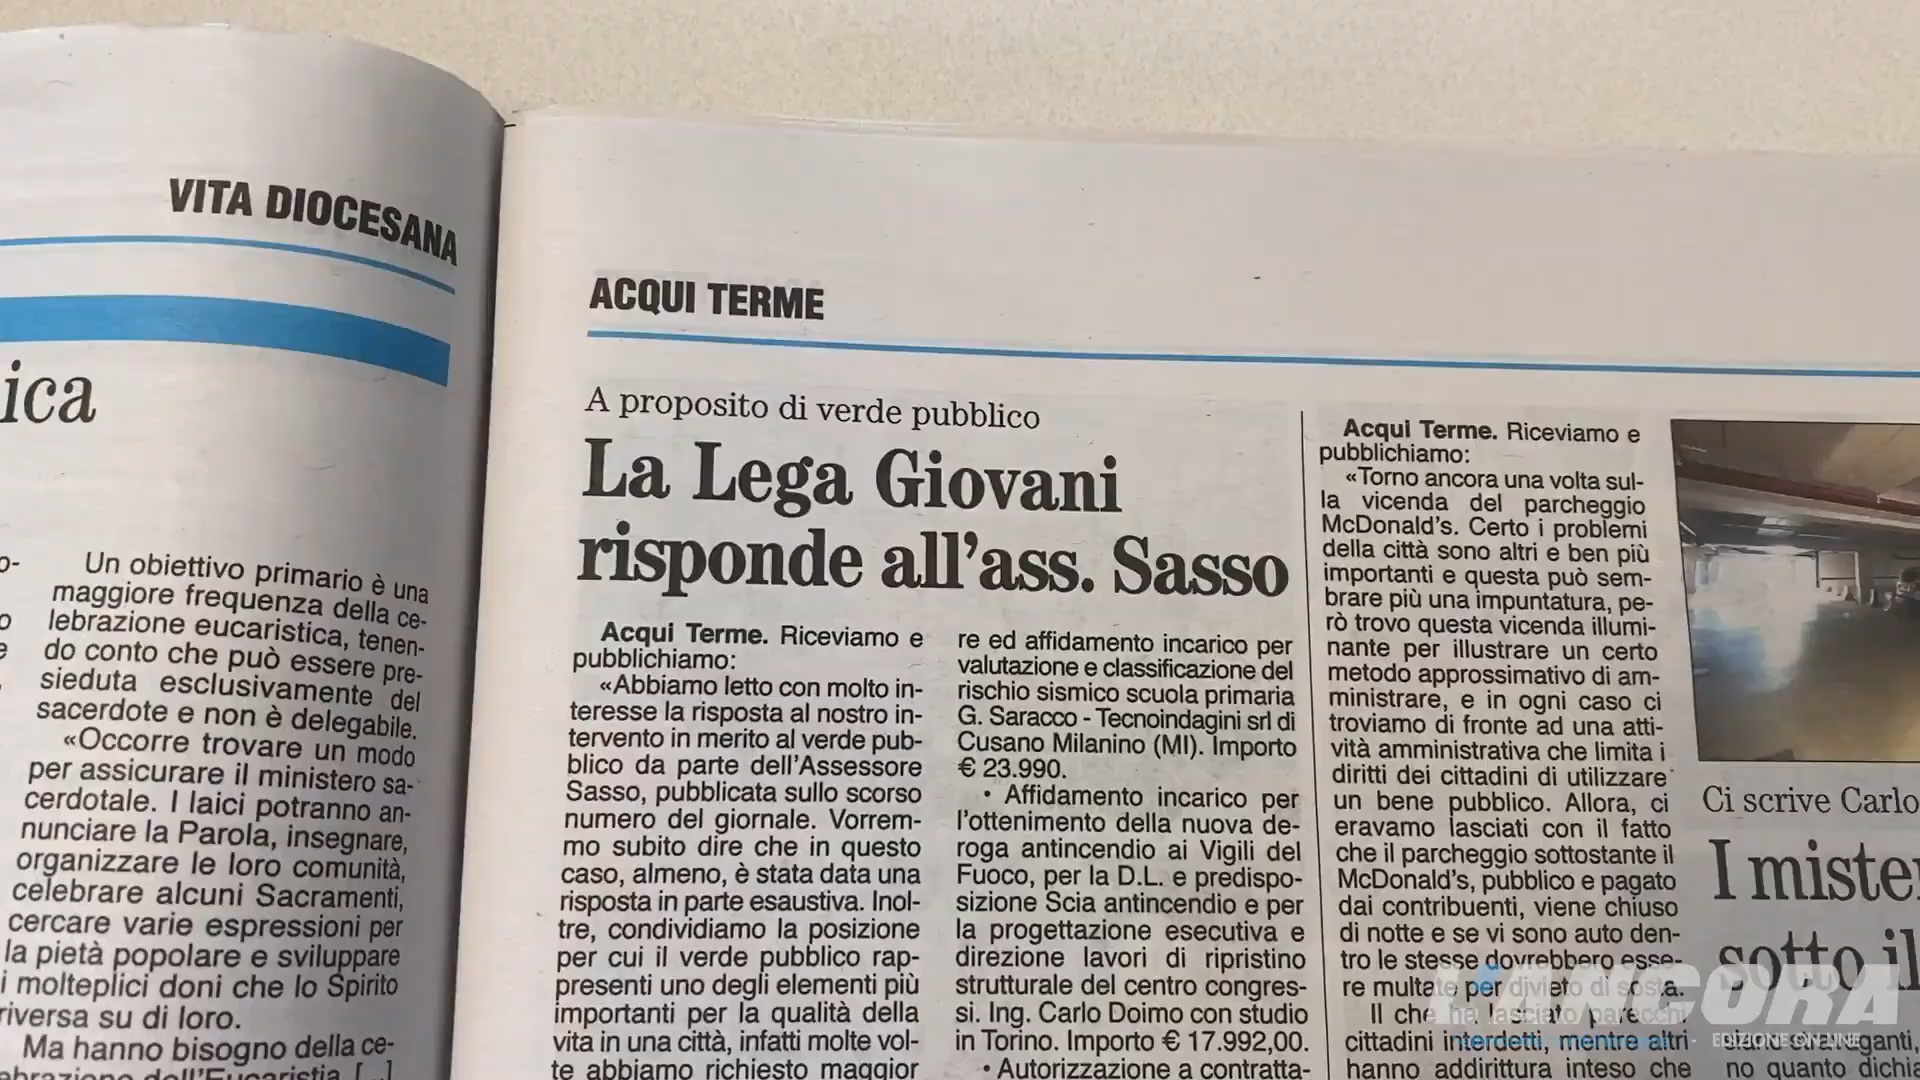 VITA DIOCESANA
ica
o-
Un obiettivo primario è una
maggiore frequenza della ce-
lebrazione eucaristica, tenen-
do conto che può essere pre-
sieduta esclusivamente del
sacerdote e non è delegabile.
«Occorre trovare un modo
per assicurare il ministero sa-
cerdotale. I laici potranno an-
nunciare la Parola, insegnare,
organizzare le loro comunità,
celebrare alcuni Sacramenti,
cercare varie espressioni per
la pietà popolare e sviluppare
i molteplici doni che lo Spirito
riversa su di loro.
Ma hanno bisogno della ce-
lebrazione dell'Eucaristia [...]
ACQUI TERME
A proposito di verde pubblico
La Lega Giovani
risponde all'ass. Sasso
Acqui Terme. Riceviamo e
pubblichiamo:
«Abbiamo letto con molto in-
teresse la risposta al nostro in-
tervento in merito al verde pub-
blico da parte dell'Assessore
Sasso, pubblicata sullo scorso
numero del giornale. Vorrem-
mo subito dire che in questo
caso, almeno, è stata data una
risposta in parte esaustiva. Inol-
tre, condividiamo la posizione
per cui il verde pubblico rap-
presenti uno degli elementi più
importanti per la qualità della
vita in una città, infatti molte vol-
te abbiamo richiesto maggior
re ed affidamento incarico per
valutazione e classificazione del
rischio sismico scuola primaria
G. Saracco - Tecnoindagini srl di
Cusano Milanino (MI). Importo
€ 23.990.
• Affidamento incarico per
l'ottenimento della nuova de-
roga antincendio ai Vigili del
Fuoco, per la D.L. e predispo-
sizione Scia antincendio e per
la progettazione esecutiva e
direzione lavori di ripristino
strutturale del centro congres-
si. Ing. Carlo Doimo con studio
in Torino. Importo € 17.992,00.
• Autorizzazione a contratta-
Acqui Terme. Riceviamo e
pubblichiamo:
«Torno ancora una volta sul-
la vicenda del parcheggio
McDonald's. Certo i problemi
della città sono altri e ben più
importanti e questa può sem-
brare più una impuntatura, pe-
rò trovo questa vicenda illumi-
nante per illustrare un certo
metodo approssimativo di am-
ministrare, e in ogni caso ci
troviamo di fronte ad una atti-
vità amministrativa che limita i
diritti dei cittadini di utilizzare
un bene pubblico. Allora, ci
eravamo lasciati con il fatto
che il parcheggio sottostante il
McDonald's, pubblico e pagato
dai contribuenti, viene chiuso
di notte e se vi sono auto den-
tro le stesse dovrebbero esse-
re multate per divieto di sosta.
Il che ha lasciato parecchi
cittadini interdetti, mentre altri
hanno addirittura inteso che
Ci scrive Carlo
I mister
sotto il
no quanto dichia
L'ANCORA
EDIZIONE ON LINE